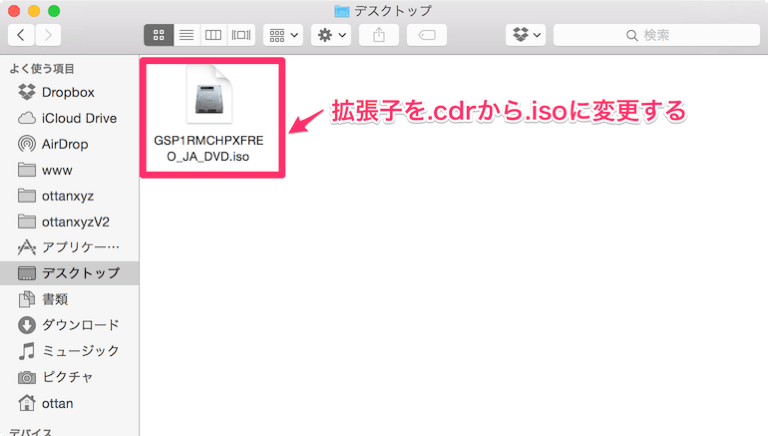 デスクトップ
検索
よく使う項目
Dropbox
iCloud Drive
AirDrop
www
ottanxyz
ottanxyzV2
アプリケー…
デスクトップ
書類
ダウンロード
ミュージック
ピクチャ
ottan
デバイス
GSP1RMCHPXFRE
O_JA_DVD.iso
拡張子を.cdrから.isoに変更する